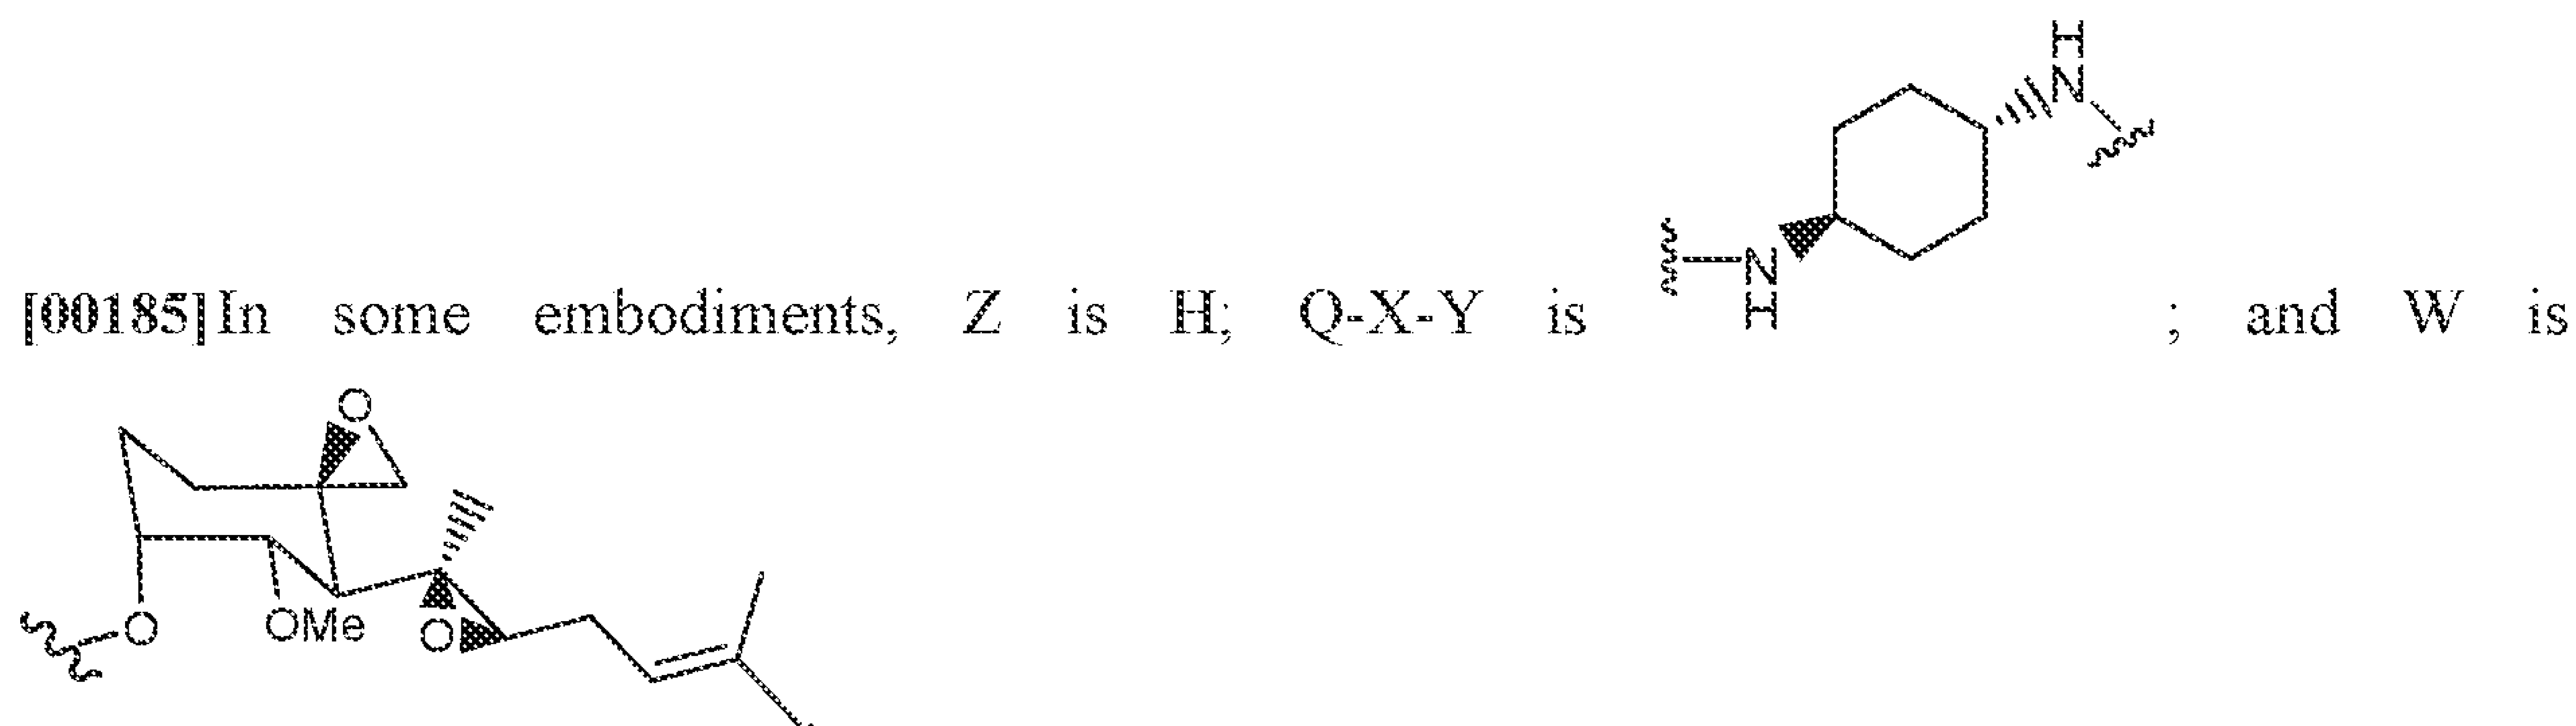 H
N
N
H
[00185]In some embodiments, Z is H; Q-X-Y is ; and W is
O
O OMe O